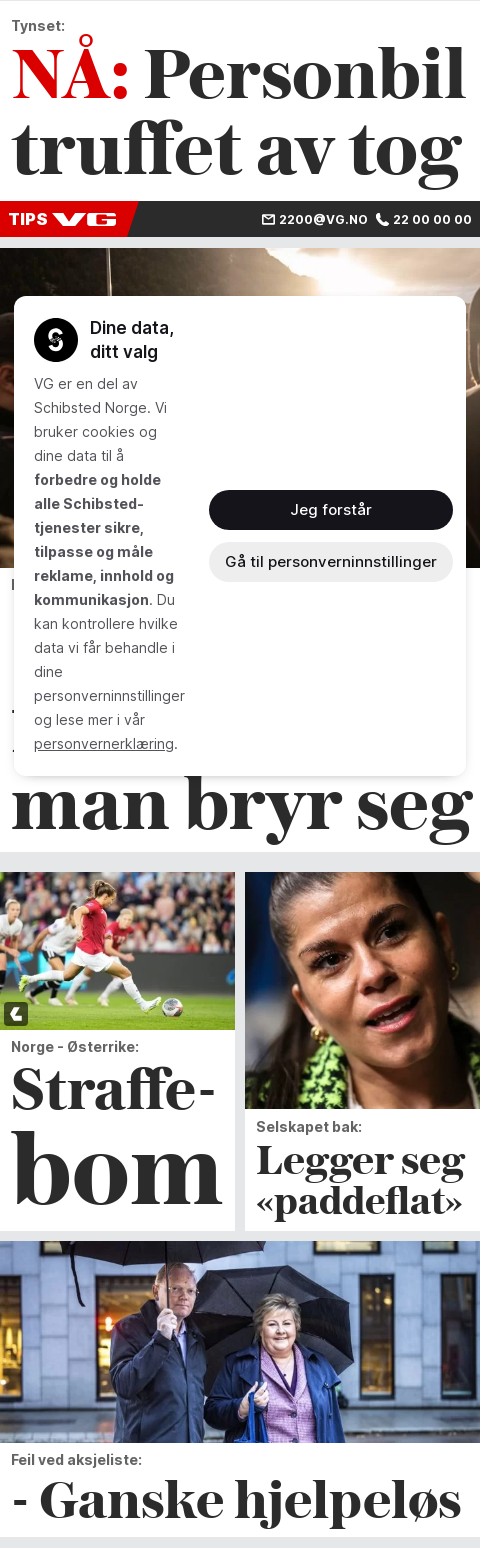 Tynset:
NÅ: Personbil
truffet av tog
TIPS VG 2200@VG.NO 22 00 00 00
Dine data,
ditt valg
VG er en del av
Schibsted Norge. Vi
bruker cookies og
dine data til å
forbedre og holde
alle Schibsted-
tjenester sikre,
tilpasse og måle
reklame, innhold og
kommunikasjon. Du
kan kontrollere hvilke
data vi får behandle i
dine
personverninnstillinger
og lese mer i vår
personvernerklæring.
Jeg forstår
Gå til personverninnstillinger
man bryr seg
Norge - Østerrike:
Straffe-
bom
Selskapet bak:
Legger seg
«paddeflat»
Feil ved aksjeliste:
- Ganske hjelpeløs